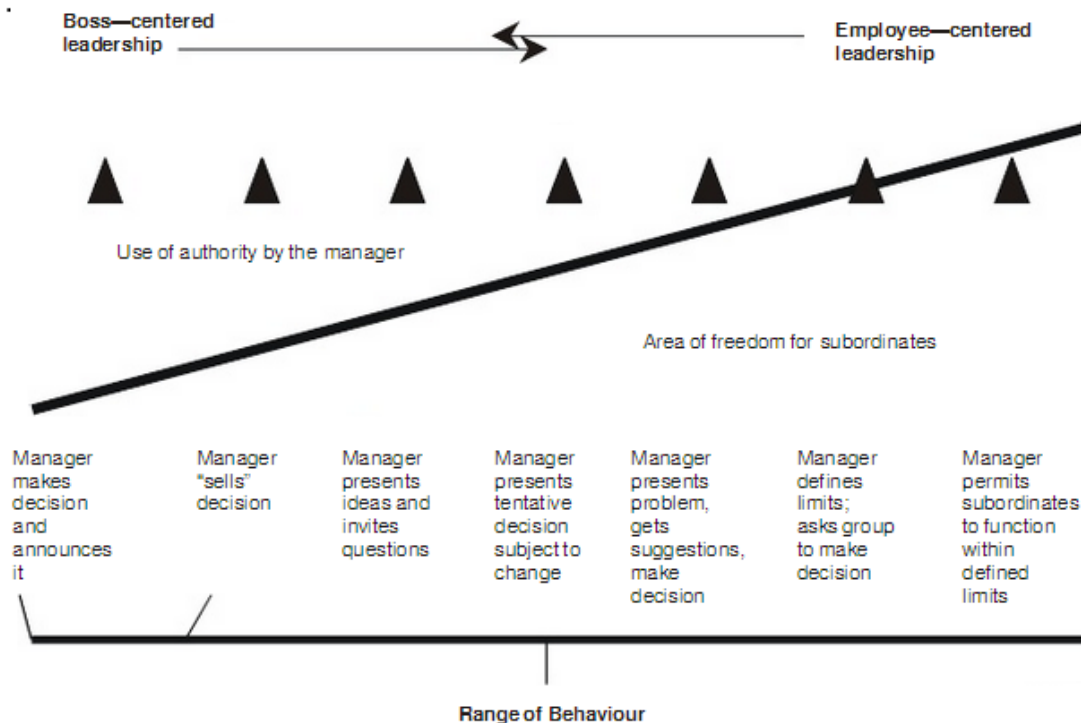 Boss—centered
leadership
Employee—centered
leadership
Use of authority by the manager
Area of freedom for subordinates
Manager
makes
decision
and
announces
it
Manager
"sells"
decision
Manager
presents
ideas and
invites
questions
Manager
presents
tentative
decision
subject to
change
Manager
presents
problem,
gets
suggestions,
make
decision
Manager
defines
limits;
asks group
to make
decision
Manager
permits
subordinates
to function
within
defined
limits
Range of Behaviour